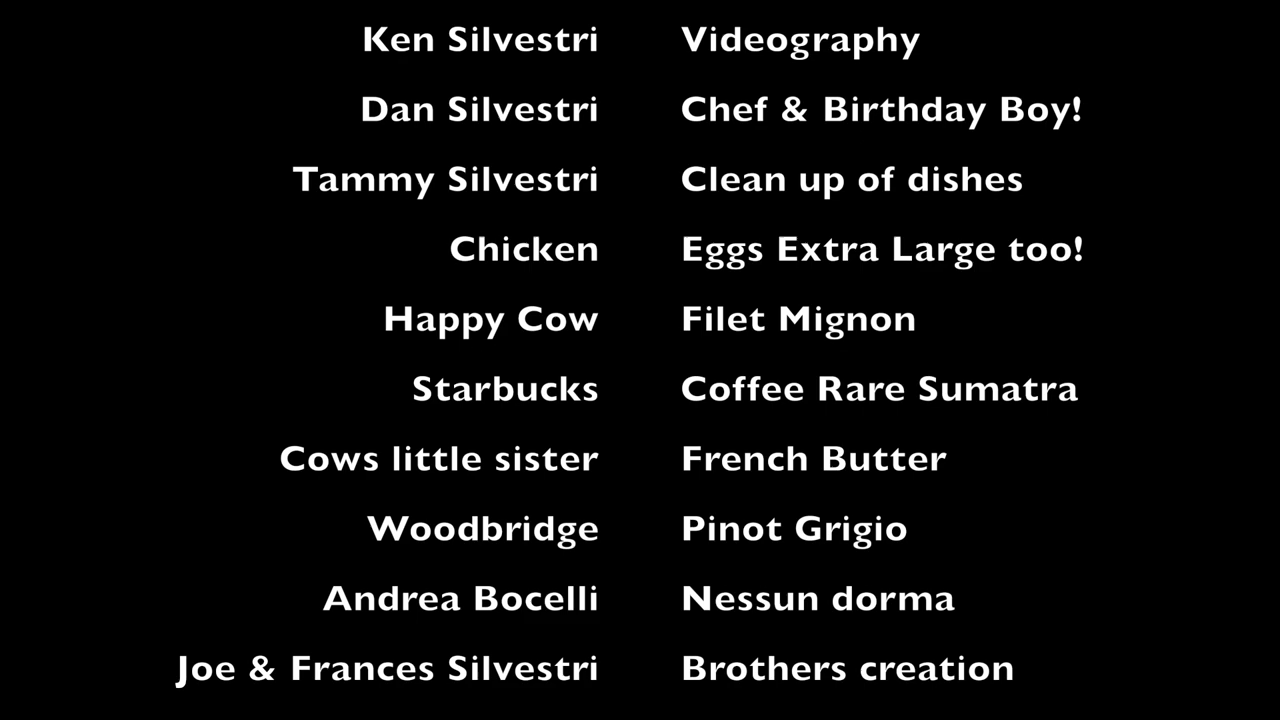 Ken Silvestri Videography
Dan Silvestri Chef & Birthday Boy!
Tammy Silvestri Clean up of dishes
Chicken Eggs Extra Large too!
Happy Cow Filet Mignon
Starbucks Coffee Rare Sumatra
Cows little sister French Butter
Woodbridge Pinot Grigio
Andrea Bocelli Nessun dorma
Joe & Frances Silvestri Brothers creation